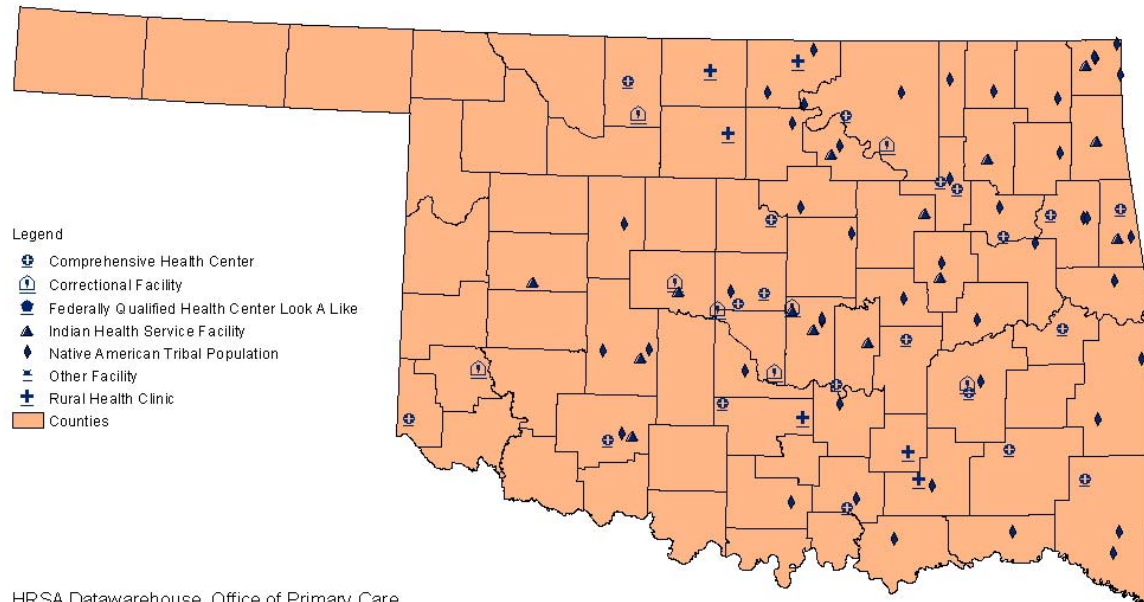 Legend
Comprehensive Health Center
Correctional Facility
Federally Qualified Health Center Look A Like
Indian Health Service Facility
Native American Tribal Population
Other Facility
Rural Health Clinic
Counties
HRSA Datawarehouse, Office of Primary Care